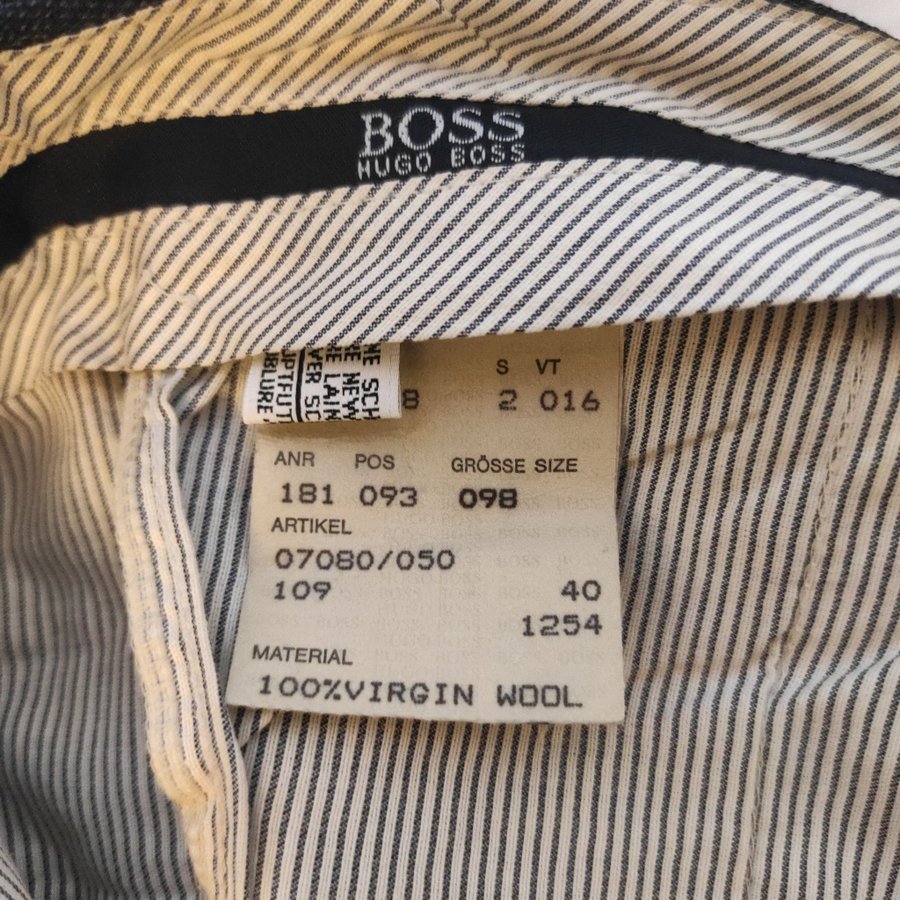 BOSS
HUGO BOSS
S VT
8 2 016
ANR POS GRÖSSE SIZE
181 093 098
ARTIKEL
07080/050
109 40
1254
MATERIAL
100%VIRGIN WOOL